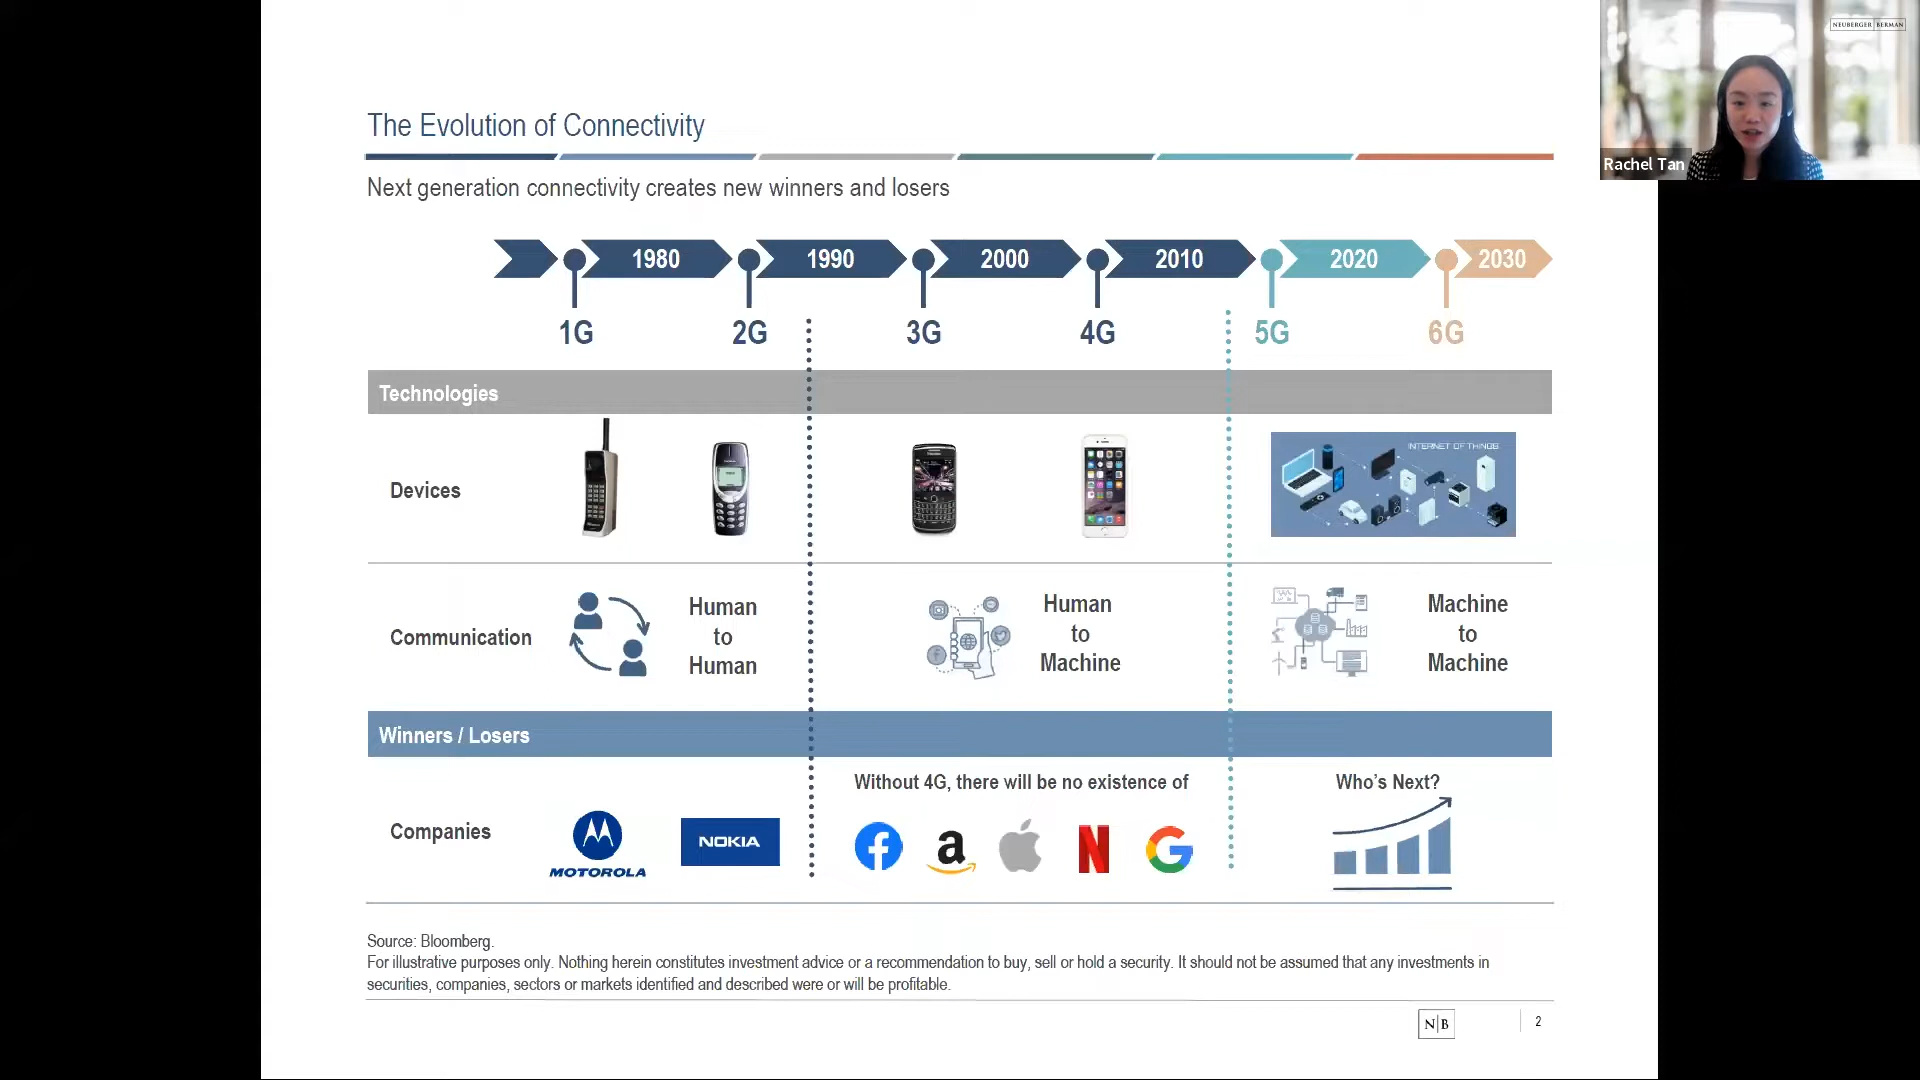 NEUBERGER BERMAN
Rachel Tan
The Evolution of Connectivity
Next generation connectivity creates new winners and losers
1980 1990 2000 2010 2020 2030
1G 2G 3G 4G 5G 6G
Technologies
Devices
INTERNET OF THINGS
Communication
Human
to
Human
Human
to
Machine
Machine
to
Machine
Winners / Losers
Without 4G, there will be no existence of
Who's Next?
Companies
MOTOROLA
NOKIA
a
N
G
Source: Bloomberg.
For illustrative purposes only. Nothing herein constitutes investment advice or a recommendation to buy, sell or hold a security. It should not be assumed that any investments in
securities, companies, sectors or markets identified and described were or will be profitable.
N|B
2